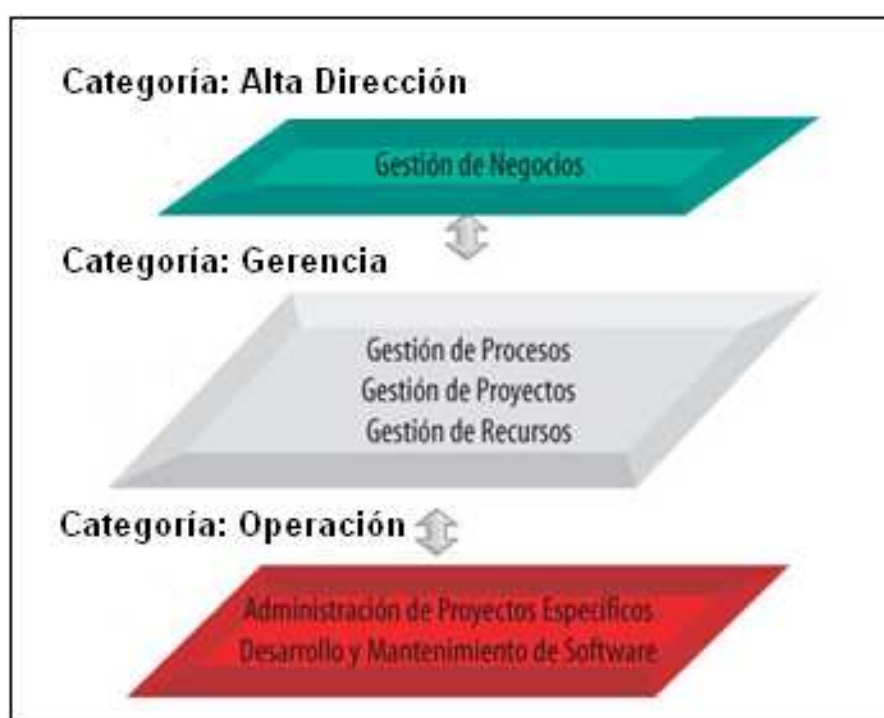 Categoría: Alta Dirección
Gestión de Negocios
Categoría: Gerencia
Gestión de Procesos
Gestión de Proyectos
Gestión de Recursos
Categoría: Operación
Administración de Proyectos Específicos
Desarrollo y Mantenimiento de Software